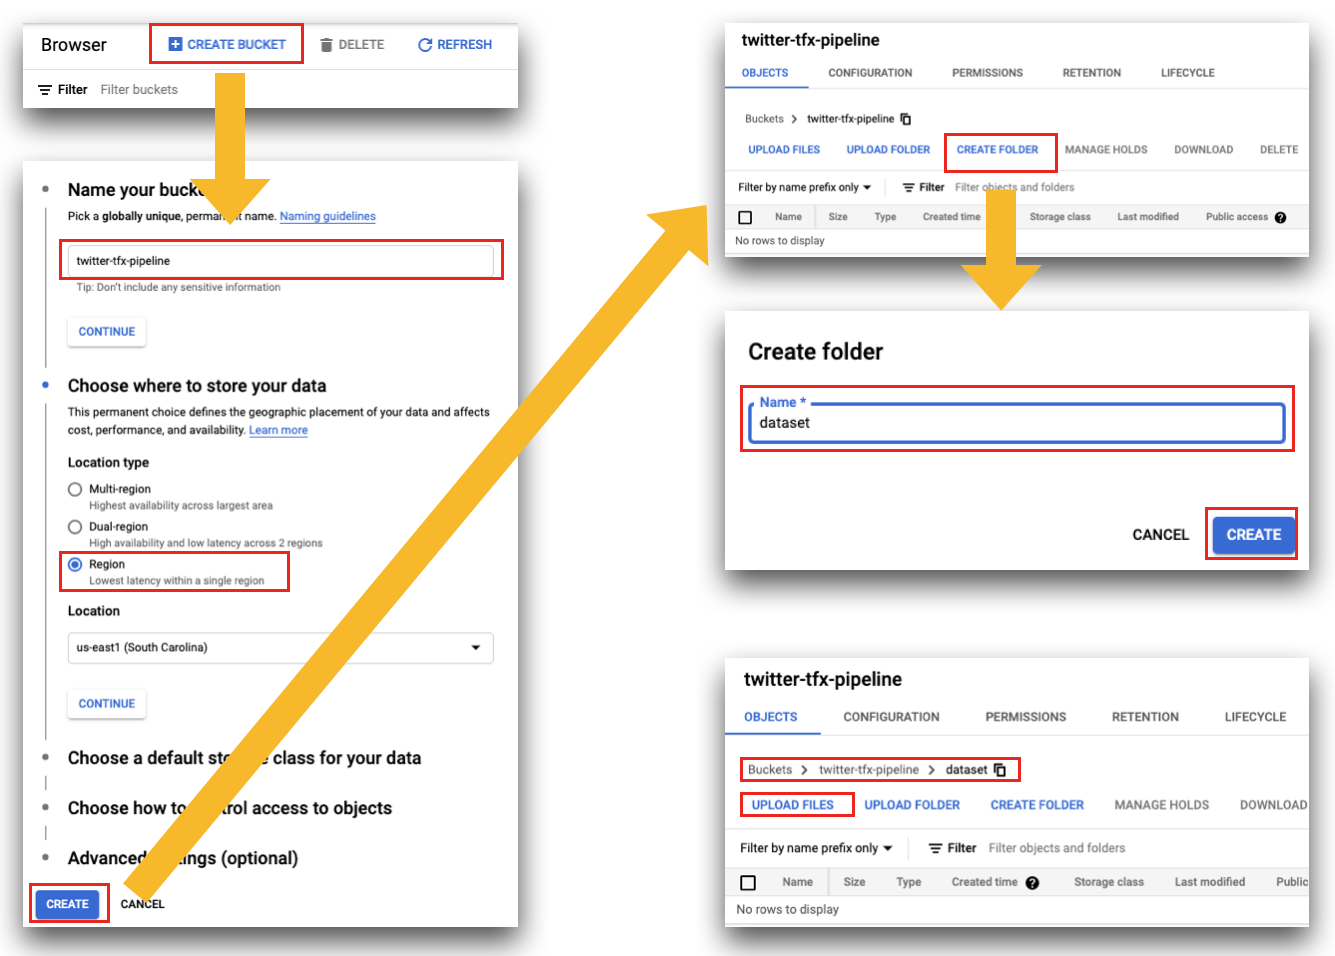 Browser CREATE BUCKET DELETE REFRESH
Filter Filter buckets
Name your
Pick a globally unique, name. Naming guidelines
twitter-tfx-pipeline
Tip: Don't include any sensitive information
CONTINUE
Choose where to store your data
This permanent choice defines the geographic placement of your data and affects
cost, performance, and availability. Learn more
Location type
Multi-region
Highest availability across largest area
Dual-region
High availability and low latency across 2 regions
Region
Lowest latency within a single region
Location
us-east1 (South Carolina)
CONTINUE
Choose a default class for your data
Choose how to access to objects
Advanced (optional)
CREATE CANCEL
twitter-tfx-pipeline
OBJECTS CONFIGURATION PERMISSIONS RETENTION LIFECYCLE
Buckets > twitter-tfx-pipeline
UPLOAD FILES UPLOAD FOLDER CREATE FOLDER MANAGE HOLDS DOWNLOAD DELETE
Filter by name prefix only Filter Filter objects and folders
Name Size Type Created time Storage class Last modified Public access ?
No rows to display
Create folder
Name *
dataset
CANCEL CREATE
twitter-tfx-pipeline
OBJECTS CONFIGURATION PERMISSIONS RETENTION LIFECYCLE
Buckets > twitter-tfx-pipeline > dataset
UPLOAD FILES UPLOAD FOLDER CREATE FOLDER MANAGE HOLDS DOWNLOAD
Filter by name prefix only Filter Filter objects and folders
Name Size Type Created time ? Storage class Last modified Public
No rows to display